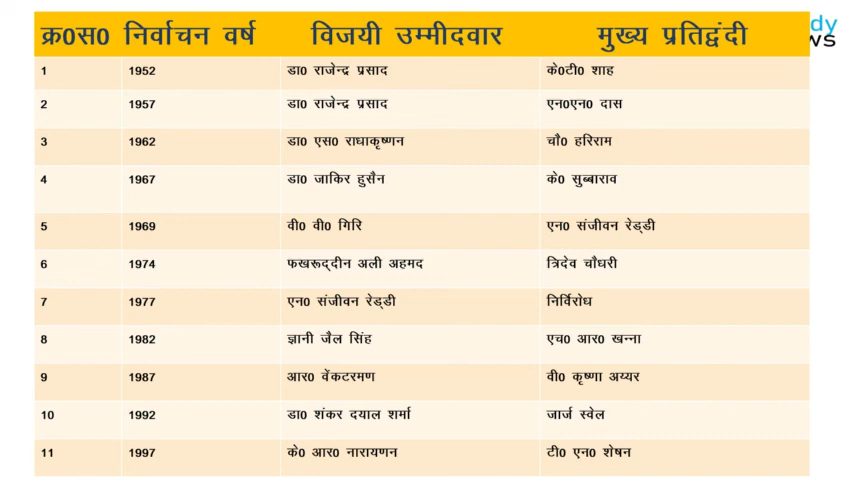 क्र0स0 निर्वाचन वर्ष विजयी उम्मीदवार मुख्य प्रतिद्वंदी
1 1952 डा0 राजेन्द्र प्रसाद के0टी0 शाह
2 1957 डा0 राजेन्द्र प्रसाद एन0एन0 दास
3 1962 डा0 एस0 राधाकृष्णन चौ0 हरिराम
4 1967 डा0 जाकिर हुसैन के0 सुब्बाराव
5 1969 वी0 वी0 गिरि एन0 संजीवन रेड्डी
6 1974 फखरूद्दीन अली अहमद त्रिदेव चौधरी
7 1977 एन0 संजीवन रेड्डी निर्विरोध
8 1982 ज्ञानी जैल सिंह एच0 आर0 खन्ना
9 1987 आर0 वेंकटरमण वी0 कृष्णा अय्यर
10 1992 डा0 शंकर दयाल शर्मा जार्ज स्वेल
11 1997 के0 आर0 नारायणन टी0 एन0 शेषन